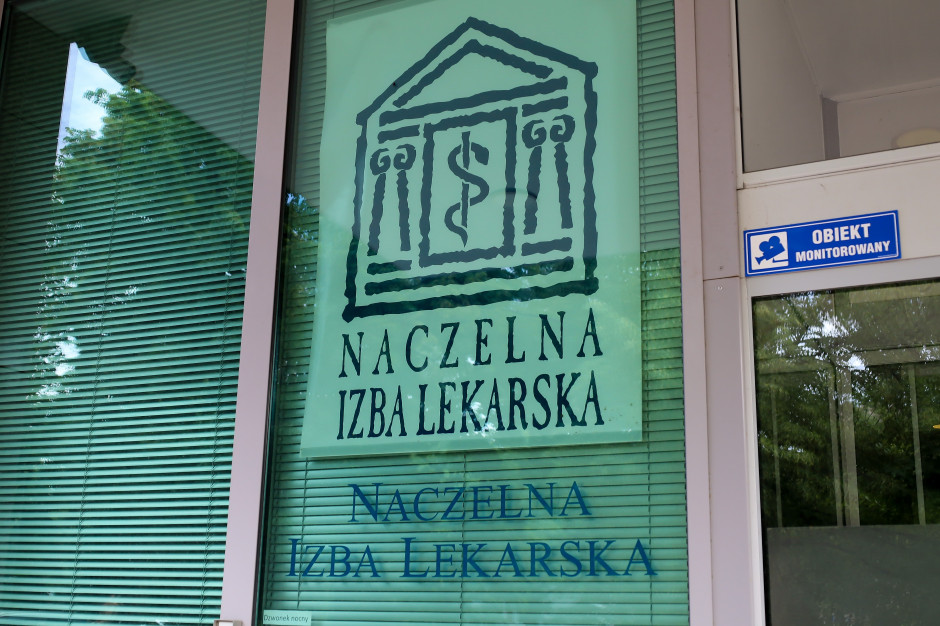 NACZELNA
IZBA LEKARSKA
NACZELNA
IZBA LEKARSKA
OBIEKT
MONITOROWANY
Dzwonek nocny